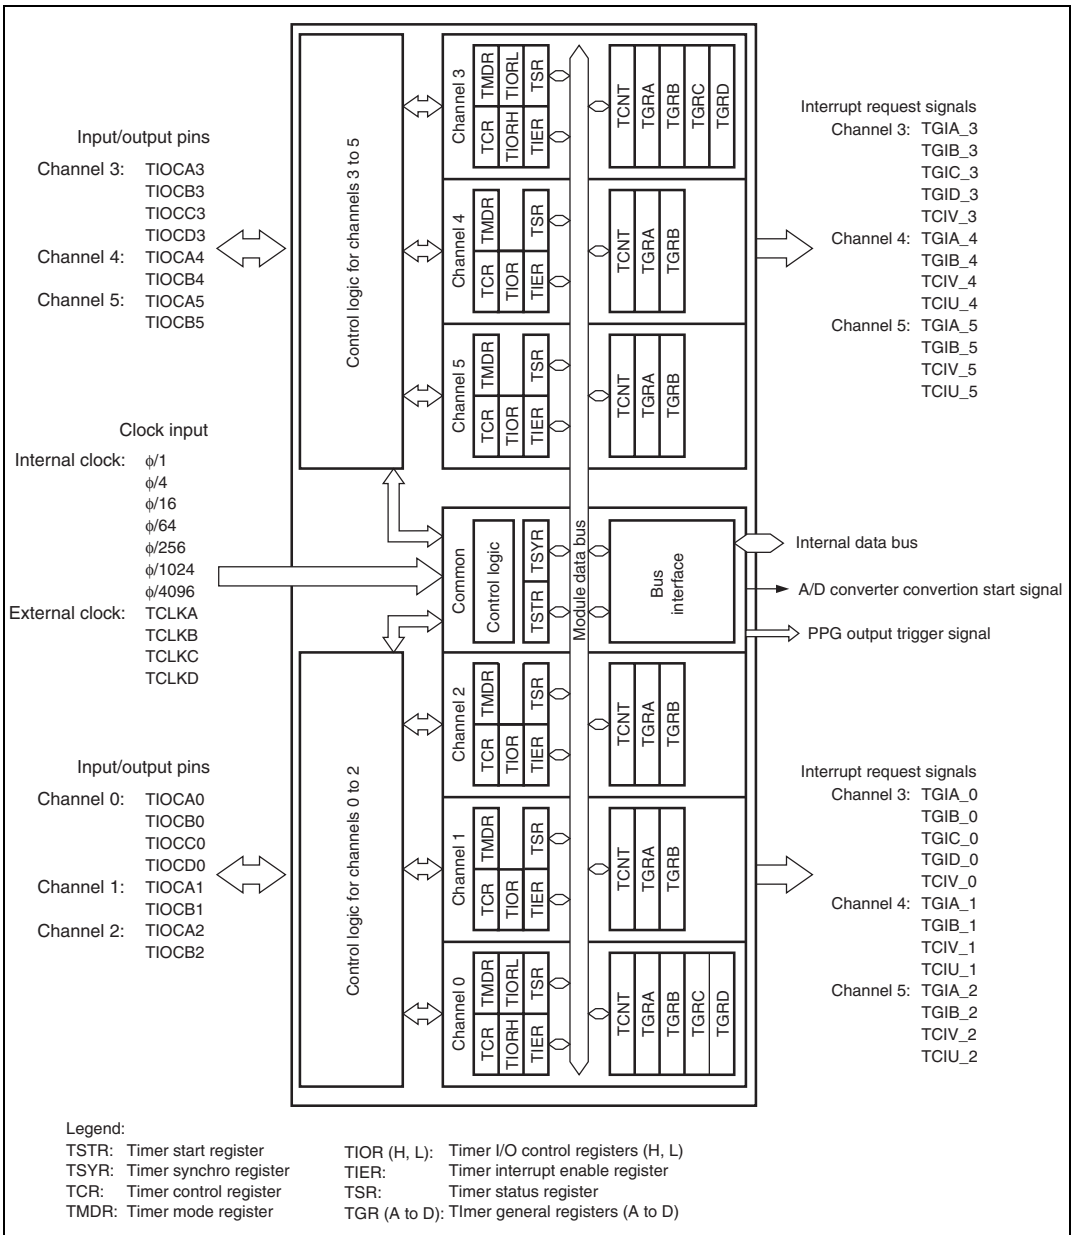 Input/output pins
Channel 3: TIOCA3
TIOCB3
TIOCC3
TIOCD3
Channel 4: TIOCA4
TIOCB4
Channel 5: TIOCA5
TIOCB5
Clock input
Internal clock: ϕ/1
ϕ/4
ϕ/16
ϕ/64
ϕ/256
ϕ/1024
ϕ/4096
External clock: TCLKA
TCLKB
TCLKC
TCLKD
Input/output pins
Channel 0: TIOCA0
TIOCB0
TIOCC0
TIOCD0
Channel 1: TIOCA1
TIOCB1
Channel 2: TIOCA2
TIOCB2
Control logic for channels 3 to 5
Control logic for channels 0 to 2
Channel 3
TCR TMDR
TIORH TIORL
TIER TSR
TCNT
TGRA
TGRB
TGRC
TGRD
Channel 4
TCR TMDR
TIOR
TIER TSR
TCNT
TGRA
TGRB
Channel 5
TCR TMDR
TIOR
TIER TSR
TCNT
TGRA
TGRB
Common
Control logic
TSTR TSYR
Module data bus
Bus
interface
Channel 2
TCR TMDR
TIOR
TIER TSR
TCNT
TGRA
TGRB
Channel 1
TCR TMDR
TIOR
TIER TSR
TCNT
TGRA
TGRB
Channel 0
TCR TMDR
TIORH TIORL
TIER TSR
TCNT
TGRA
TGRB
TGRC
TGRD
Interrupt request signals
Channel 3: TGIA_3
TGIB_3
TGIC_3
TGID_3
TCIV_3
Channel 4: TGIA_4
TGIB_4
TCIV_4
TCIU_4
Channel 5: TGIA_5
TGIB_5
TCIV_5
TCIU_5
Internal data bus
A/D converter convertion start signal
PPG output trigger signal
Interrupt request signals
Channel 3: TGIA_0
TGIB_0
TGIC_0
TGID_0
TCIV_0
Channel 4: TGIA_1
TGIB_1
TCIV_1
TCIU_1
Channel 5: TGIA_2
TGIB_2
TCIV_2
TCIU_2
Legend:
TSTR: Timer start register
TSYR: Timer synchro register
TCR: Timer control register
TMDR: Timer mode register
TIOR (H, L): Timer I/O control registers (H, L)
TIER: Timer interrupt enable register
TSR: Timer status register
TGR (A to D): TImer general registers (A to D)